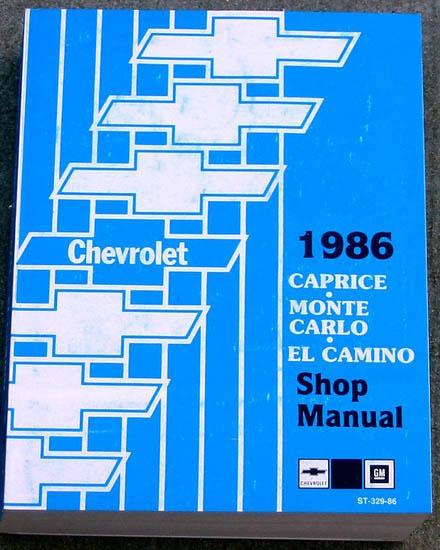 Chevrolet
1986
CAPRICE
•
MONTE
CARLO
•
EL CAMINO
Shop
Manual
CHEVROLET
GM
ST-329-86